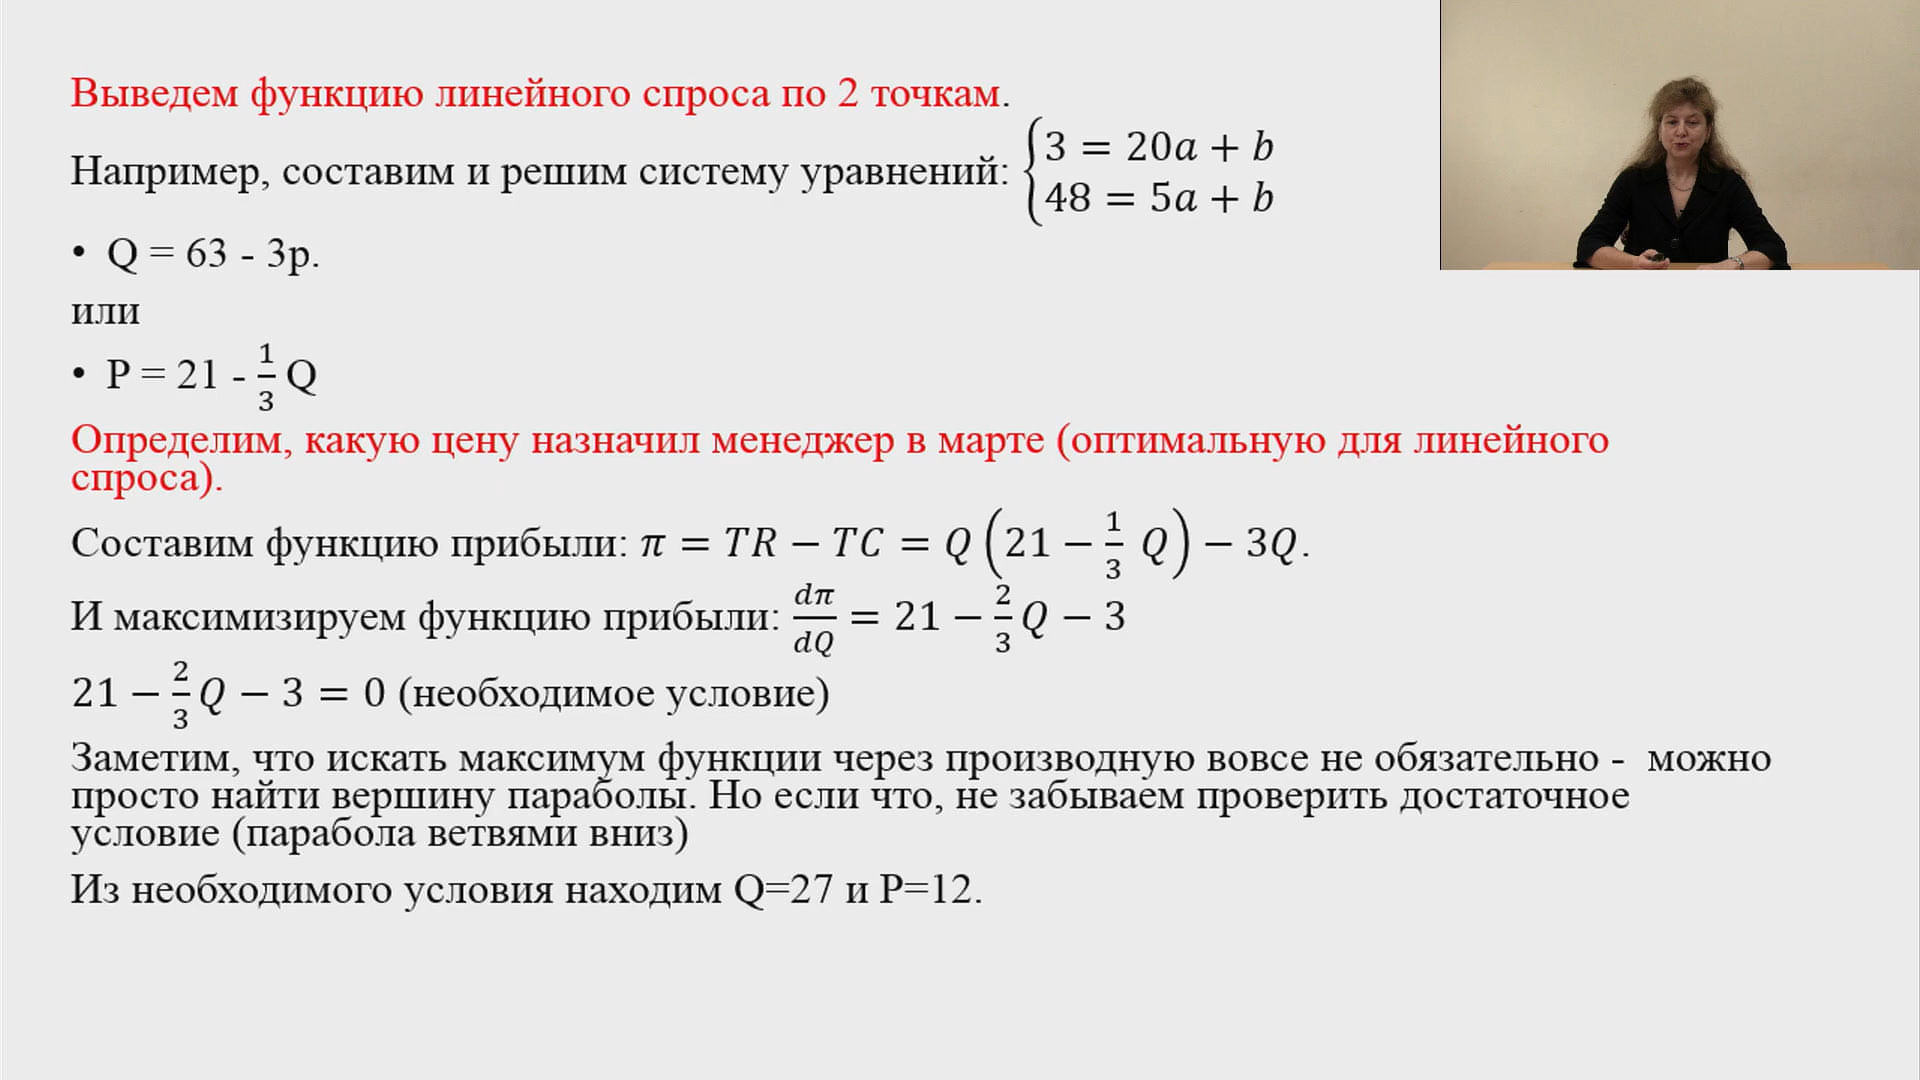 Выведем функцию линейного спроса по 2 точкам.
Например, составим и решим систему уравнений: {3 = 20a + b
48 = 5a + b
• Q = 63 - 3p.
или
• P = 21 - 1/3 Q
Определим, какую цену назначил менеджер в марте (оптимальную для линейного
спроса).
Составим функцию прибыли: π = TR − TC = Q(21 − 1/3 Q) − 3Q.
И максимизируем функцию прибыли: dπ/dQ = 21 − 2/3 Q − 3
21 − 2/3 Q − 3 = 0 (необходимое условие)
Заметим, что искать максимум функции через производную вовсе не обязательно - можно
просто найти вершину параболы. Но если что, не забываем проверить достаточное
условие (парабола ветвями вниз)
Из необходимого условия находим Q=27 и P=12.